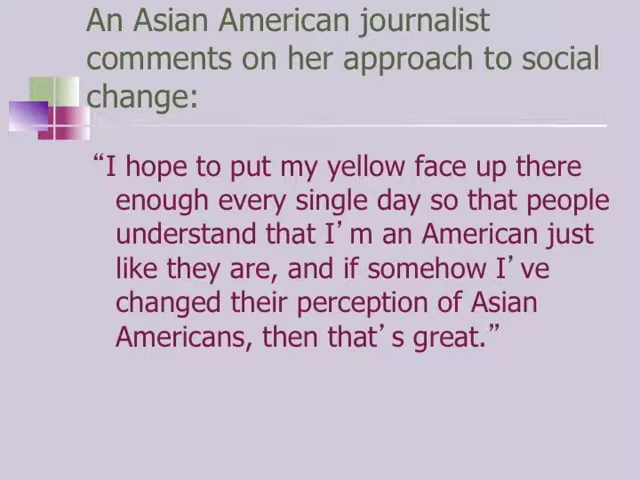 An Asian American journalist
comments on her approach to social
change:
“I hope to put my yellow face up there
enough every single day so that people
understand that I’m an American just
like they are, and if somehow I’ve
changed their perception of Asian
Americans, then that’s great.”